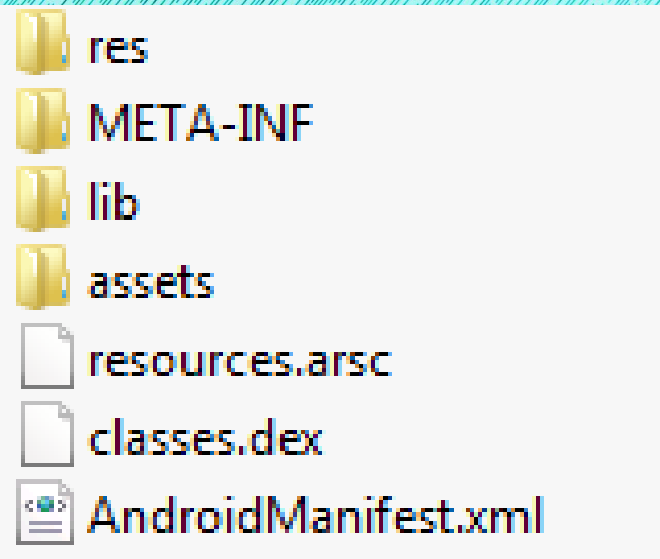 res
META-INF
lib
assets
resources.arsc
classes.dex
AndroidManifest.xml